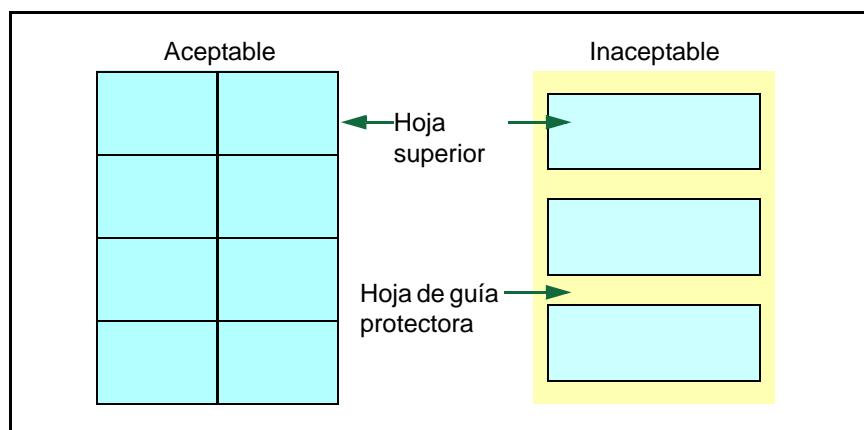 Aceptable
Inaceptable
Hoja
superior
Hoja de guía
protectora